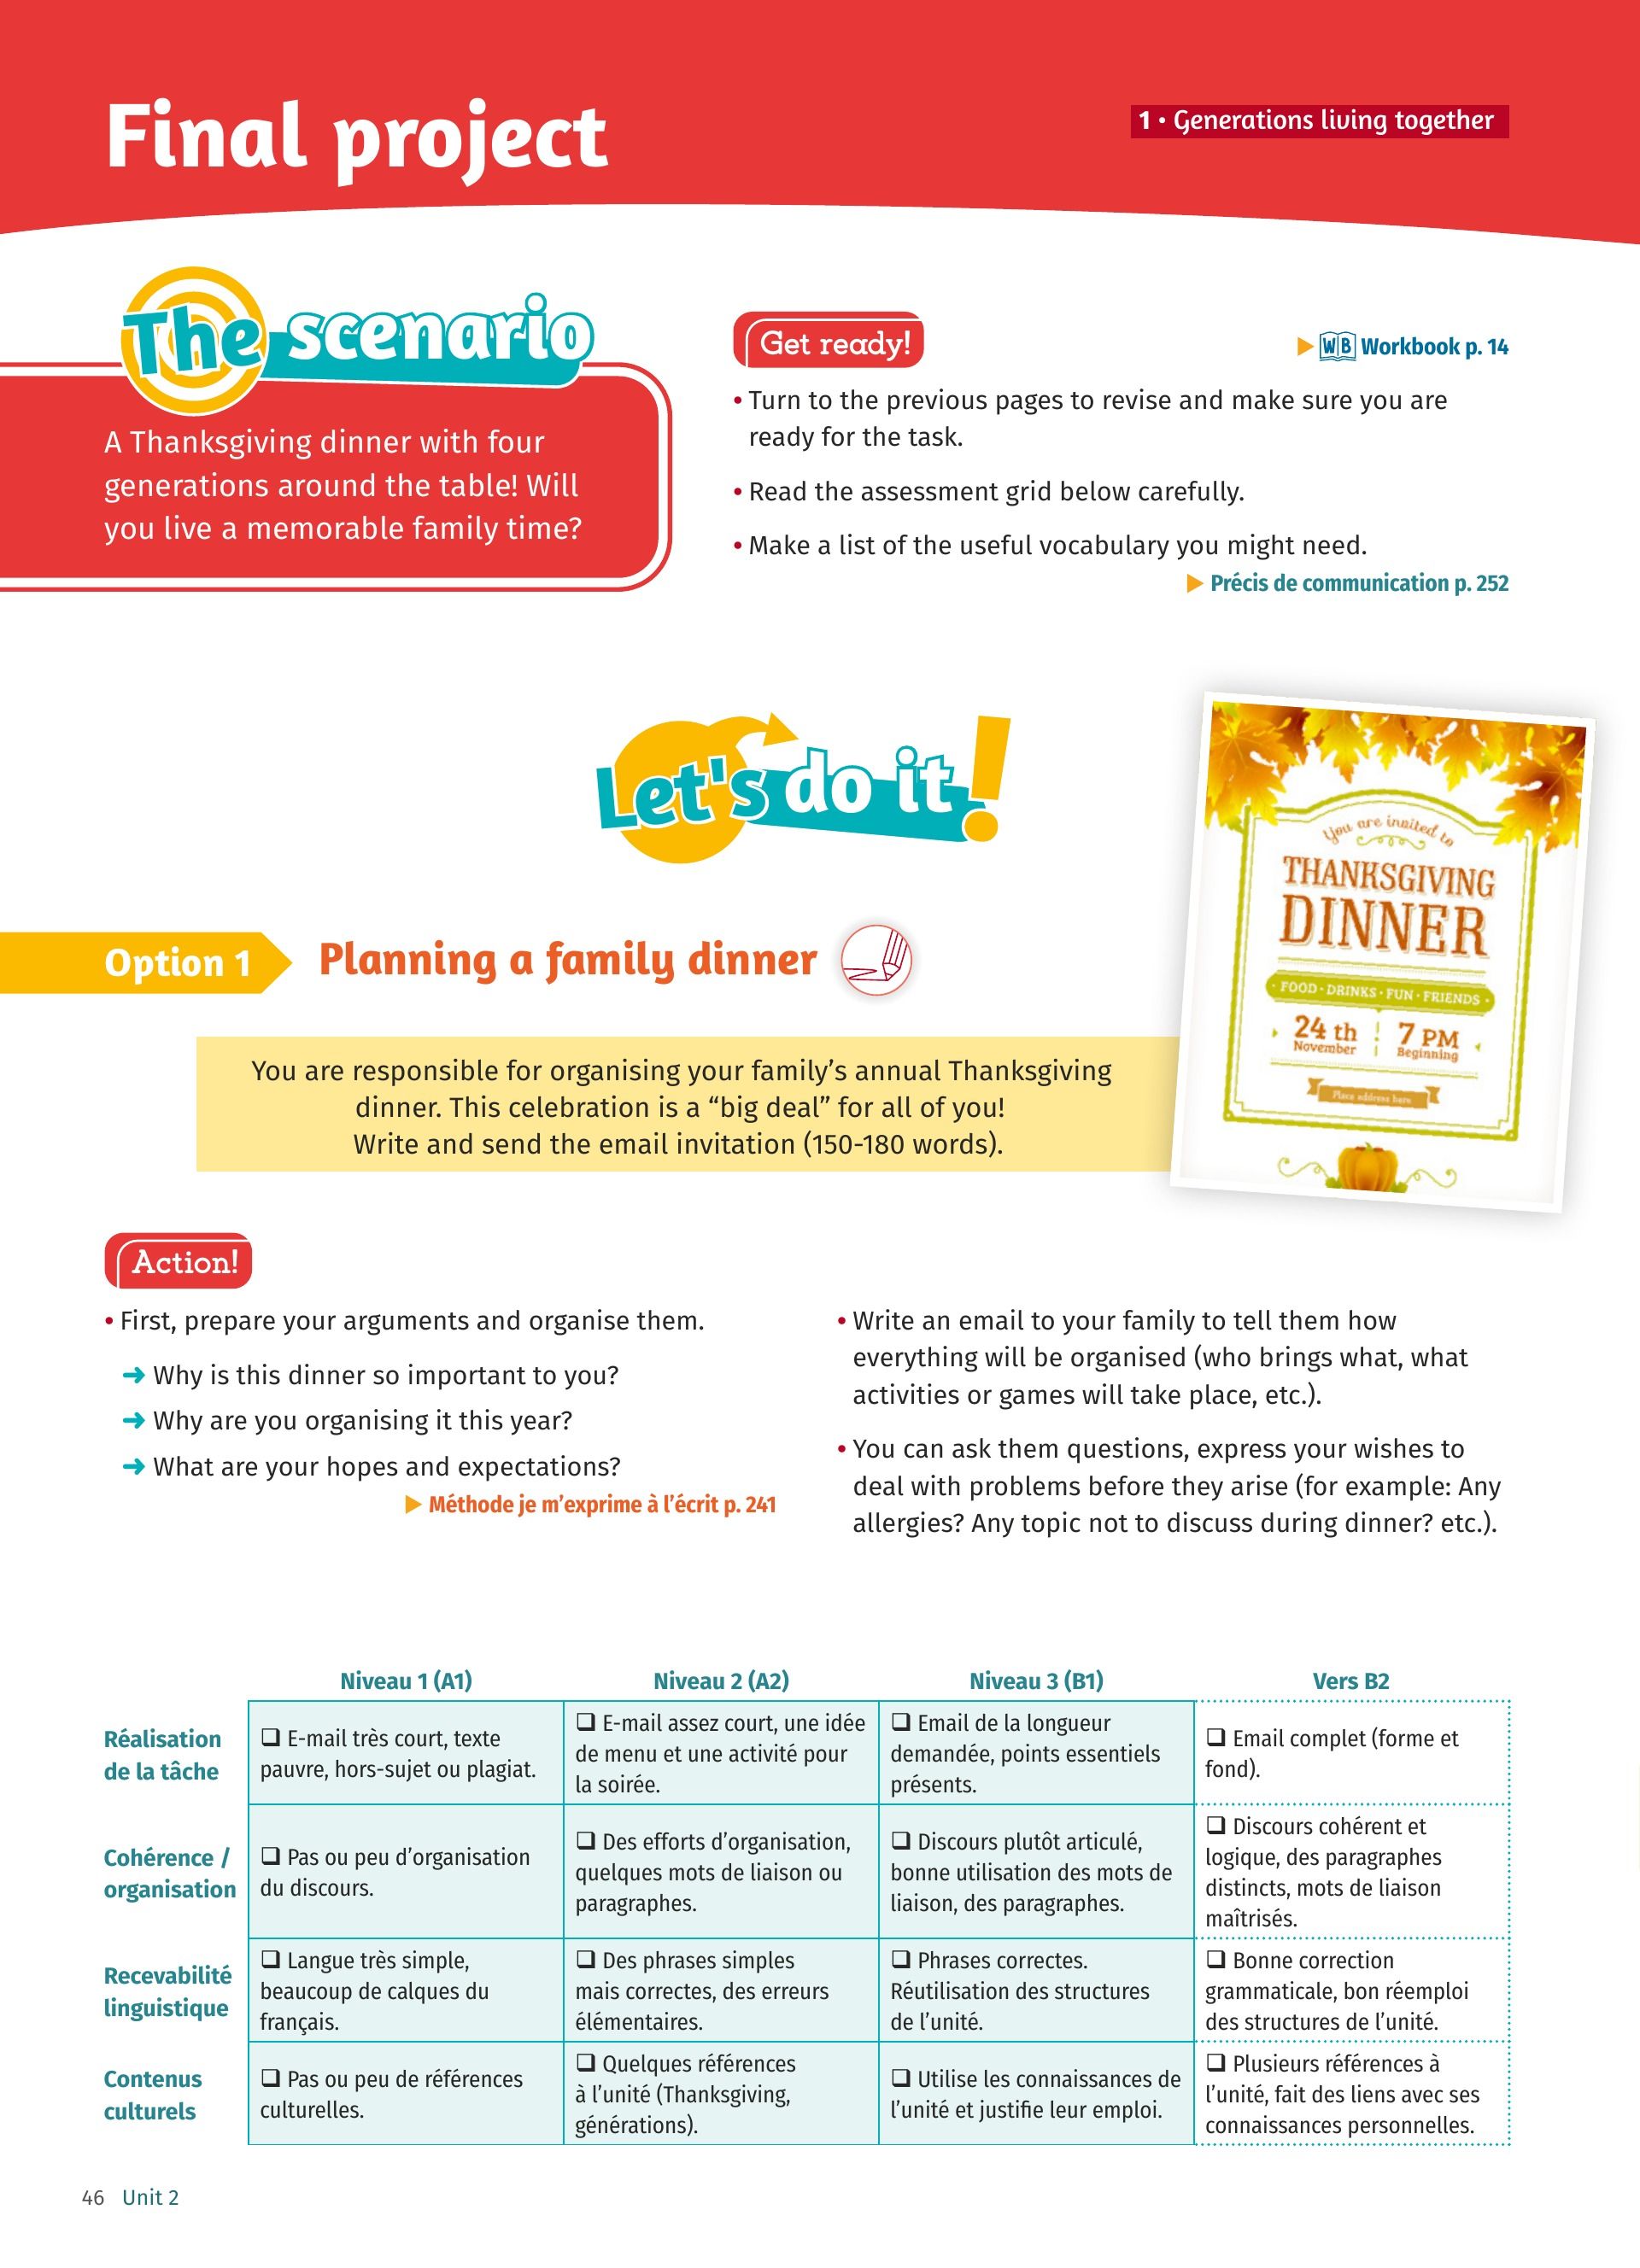 Final project
1 • Generations living together
The scenario
A Thanksgiving dinner with four
generations around the table! Will
you live a memorable family time?
Get ready!
WB Workbook p. 14
• Turn to the previous pages to revise and make sure you are
ready for the task.
• Read the assessment grid below carefully.
• Make a list of the useful vocabulary you might need.
Précis de communication p. 252
Let's do it!
You are invited to
THANKSGIVING
DINNER
• FOOD • DRINKS • FUN • FRIENDS •
24 th
November
7 PM
Beginning
Place address here
Option 1
Planning a family dinner
You are responsible for organising your family's annual Thanksgiving
dinner. This celebration is a “big deal” for all of you!
Write and send the email invitation (150-180 words).
Action!
• First, prepare your arguments and organise them.
➜ Why is this dinner so important to you?
➜ Why are you organising it this year?
➜ What are your hopes and expectations?
Méthode je m'exprime à l'écrit p. 241
• Write an email to your family to tell them how
everything will be organised (who brings what, what
activities or games will take place, etc.).
• You can ask them questions, express your wishes to
deal with problems before they arise (for example: Any
allergies? Any topic not to discuss during dinner? etc.).
Niveau 1 (A1)
Niveau 2 (A2)
Niveau 3 (B1)
Vers B2
Réalisation
de la tâche
❑ E-mail très court, texte
pauvre, hors-sujet ou plagiat.
❑ E-mail assez court, une idée
de menu et une activité pour
la soirée.
❑ Email de la longueur
demandée, points essentiels
présents.
❑ Email complet (forme et
fond).
Cohérence /
organisation
❑ Pas ou peu d'organisation
du discours.
❑ Des efforts d'organisation,
quelques mots de liaison ou
paragraphes.
❑ Discours plutôt articulé,
bonne utilisation des mots de
liaison, des paragraphes.
❑ Discours cohérent et
logique, des paragraphes
distincts, mots de liaison
maîtrisés.
Recevabilité
linguistique
❑ Langue très simple,
beaucoup de calques du
français.
❑ Des phrases simples
mais correctes, des erreurs
élémentaires.
❑ Phrases correctes.
Réutilisation des structures
de l'unité.
❑ Bonne correction
grammaticale, bon réemploi
des structures de l'unité.
Contenus
culturels
❑ Pas ou peu de références
culturelles.
❑ Quelques références
à l'unité (Thanksgiving,
générations).
❑ Utilise les connaissances de
l'unité et justifie leur emploi.
❑ Plusieurs références à
l'unité, fait des liens avec ses
connaissances personnelles.
46 Unit 2